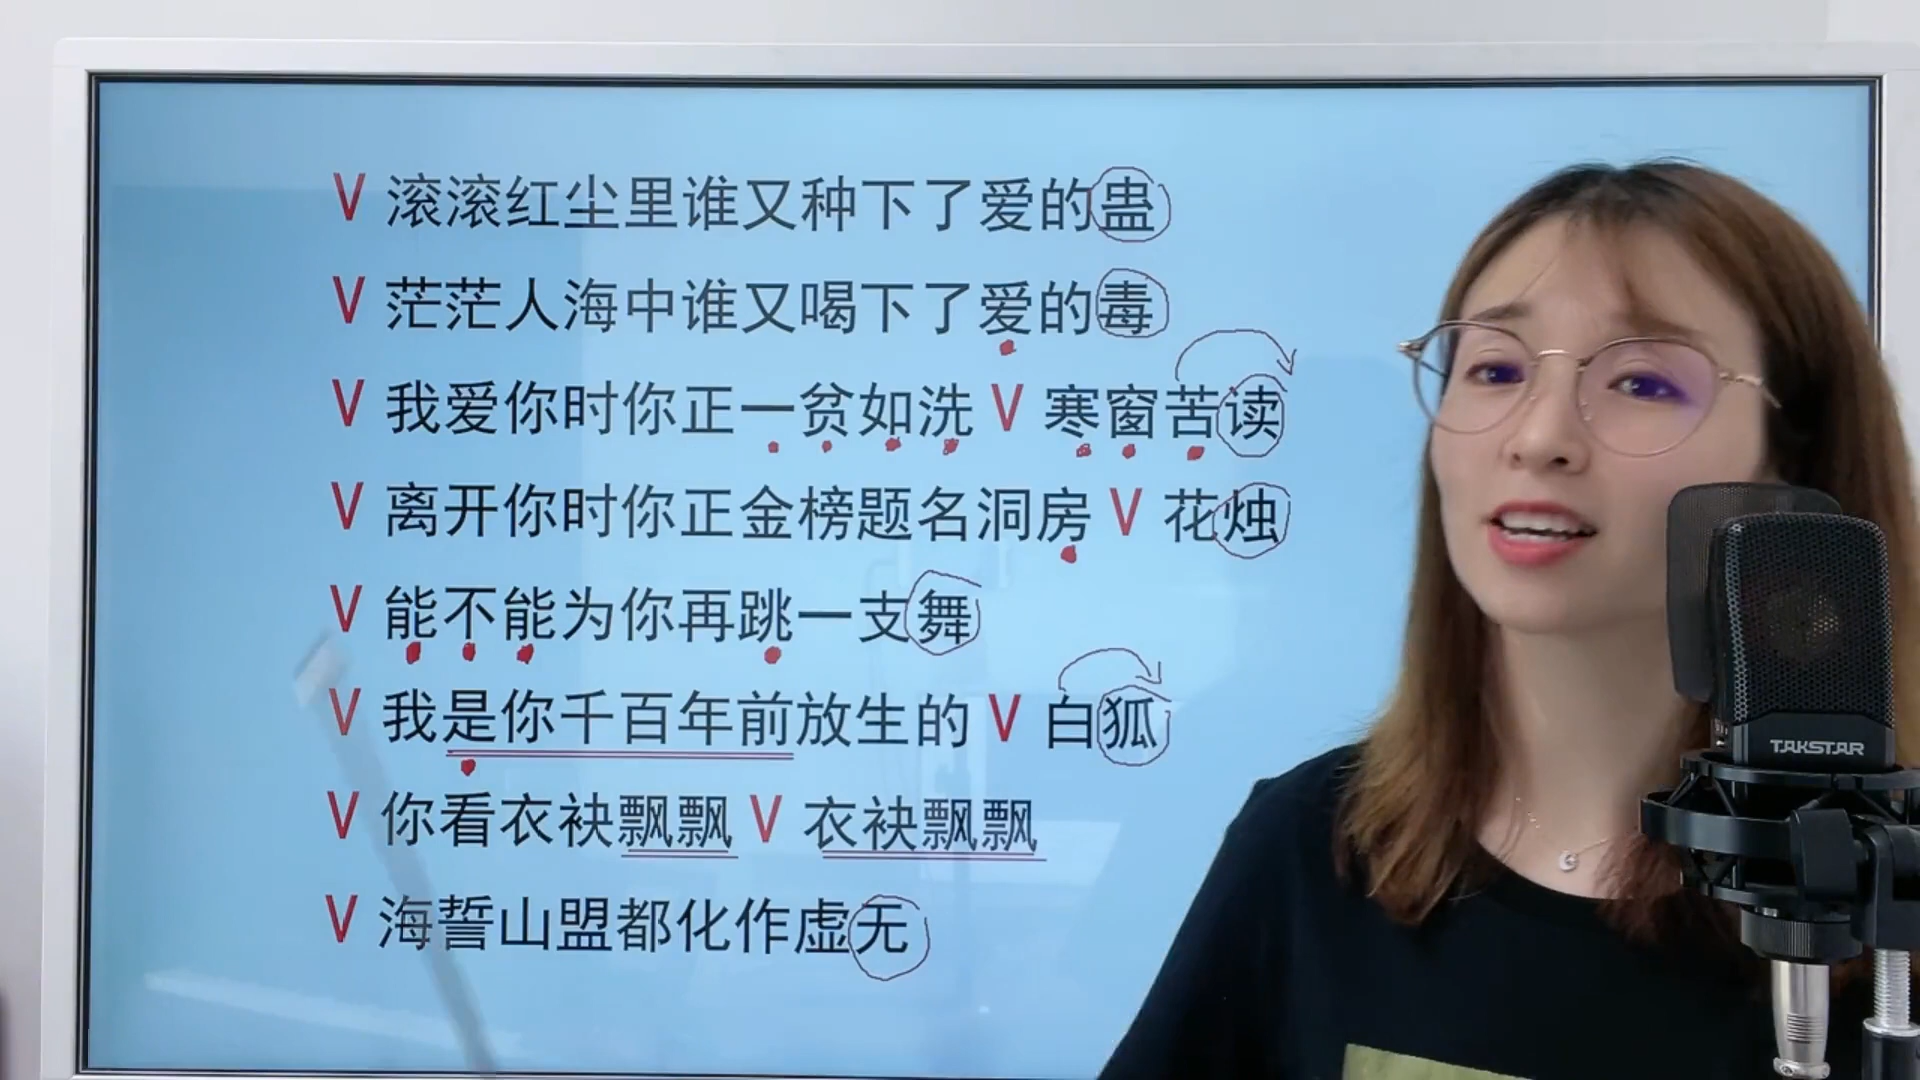 V 滚滚红尘里谁又种下了爱的蛊
V 茫茫人海中谁又喝下了爱的毒
V 我爱你时你正一贫如洗 V 寒窗苦读
V 离开你时你正金榜题名洞房 V 花烛
V 能不能为你再跳一支舞
V 我是你千百年前放生的 V 白狐
V 你看衣袂飘飘 V 衣袂飘飘
V 海誓山盟都化作虚无
TAKSTAR